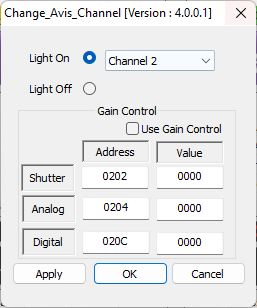 Change_Avis_Channel [Version : 4.0.0.1]
Light On Channel 2
Light Off
Gain Control
Use Gain Control
Address Value
Shutter 0202 0000
Analog 0204 0000
Digital 020C 0000
Apply OK Cancel